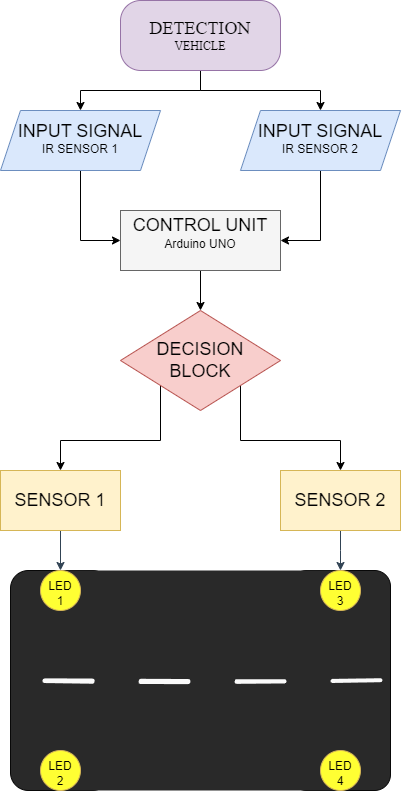 DETECTION
VEHICLE
INPUT SIGNAL
IR SENSOR 1
INPUT SIGNAL
IR SENSOR 2
CONTROL UNIT
Arduino UNO
DECISION
BLOCK
SENSOR 1
SENSOR 2
LED
1
LED
3
LED
2
LED
4